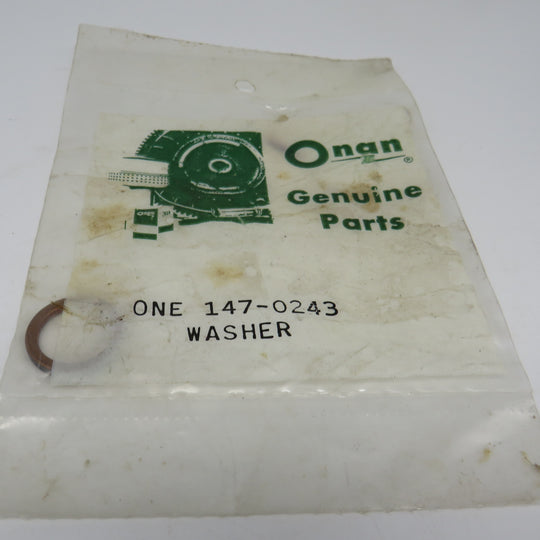 Onan ®
Genuine
Parts
ONE 147-0243
WASHER